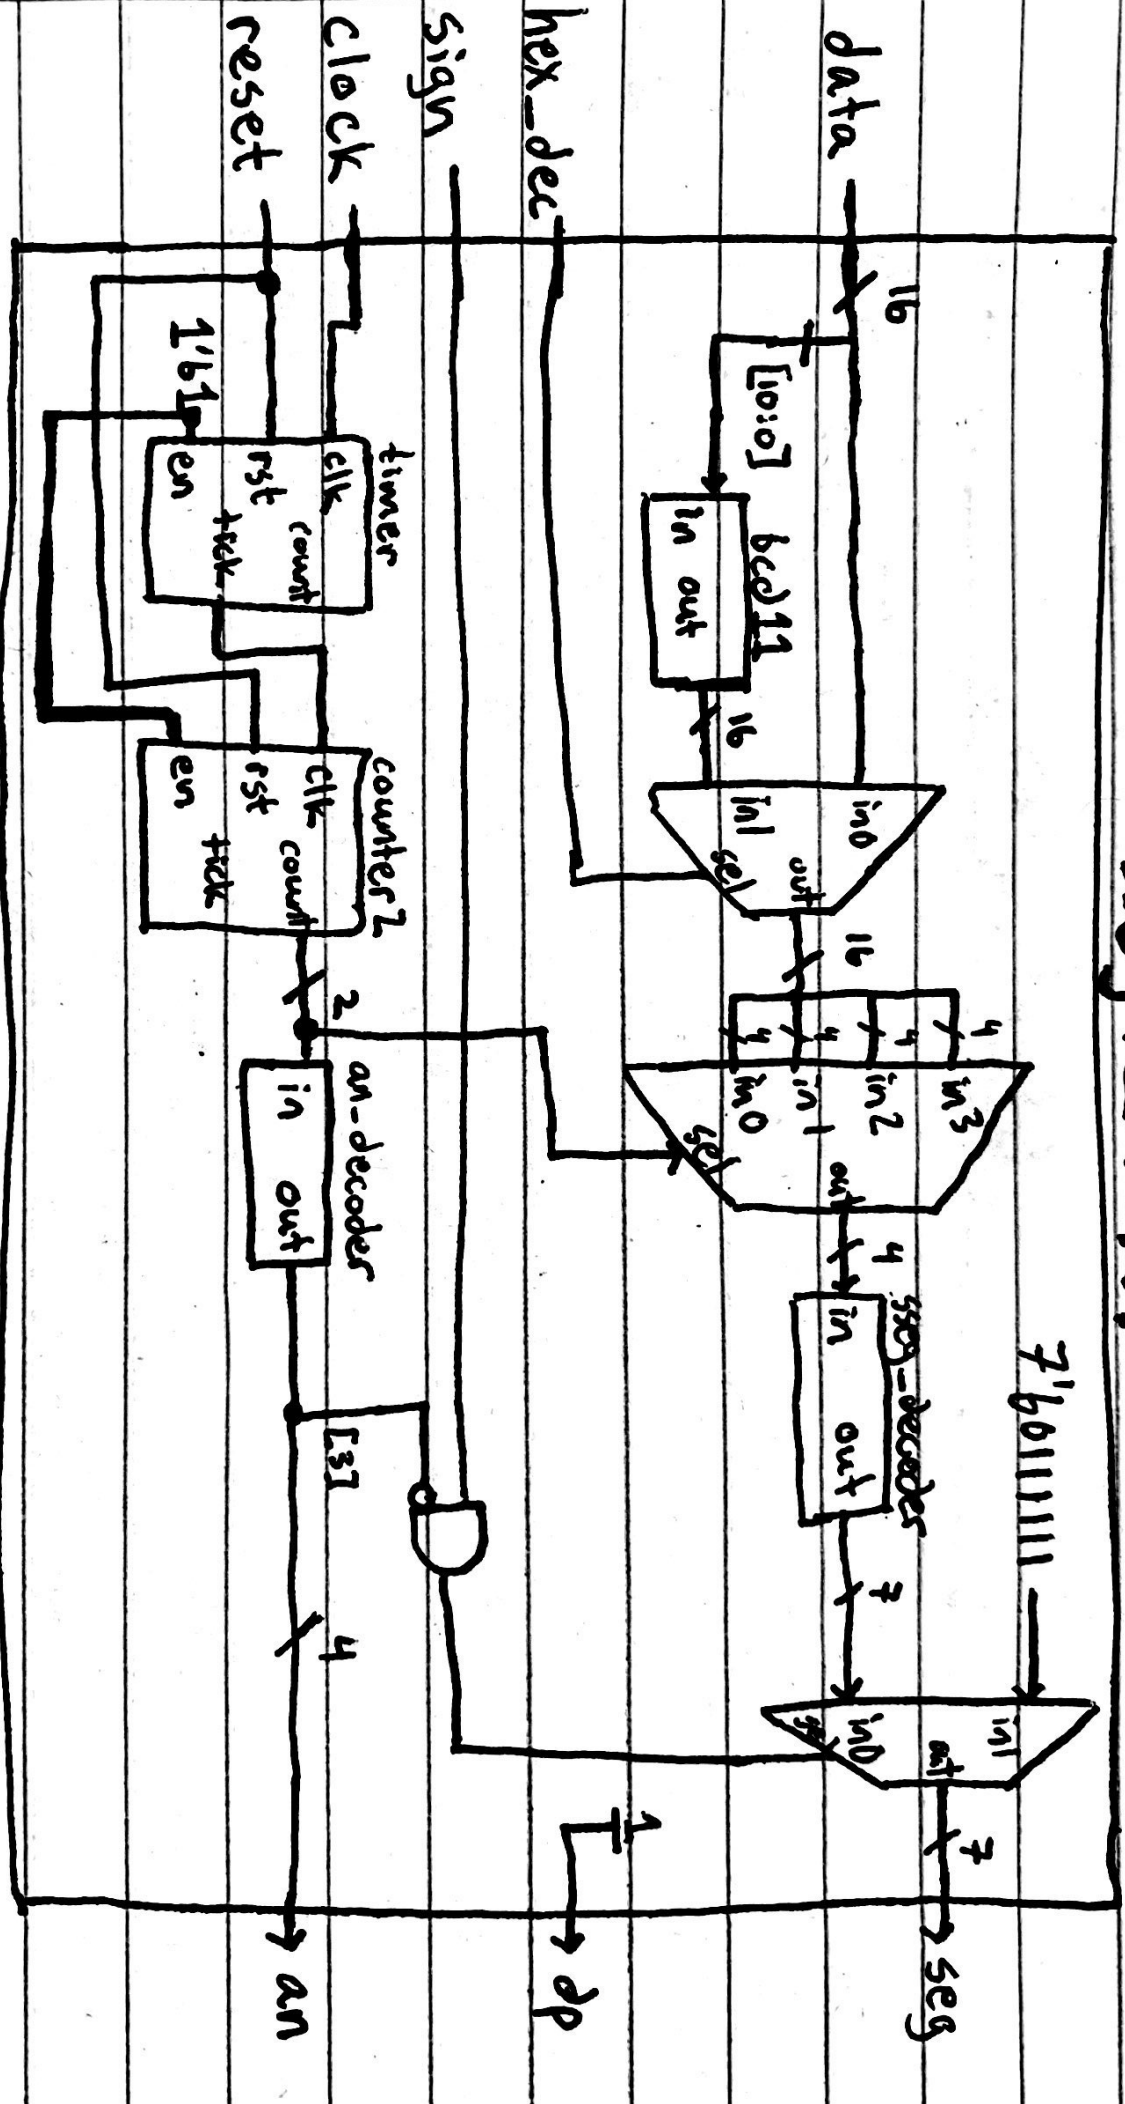 7'b0111111
16
4
4
4
4
16
4
7
7
data
[10:0]
bcd11
in out
16
in0
in1
sel
out
in3
in2
in1
in0
sel
out
sseg_decoder
in out
in1
in0
sel
out
seg
hex_dec
1
dp
sign
clock
reset
1'b1
timer
clk
rst
en
count
tick
counter2
clk
rst
en
count
tick
2
an-decoder
in out
[3]
4
an